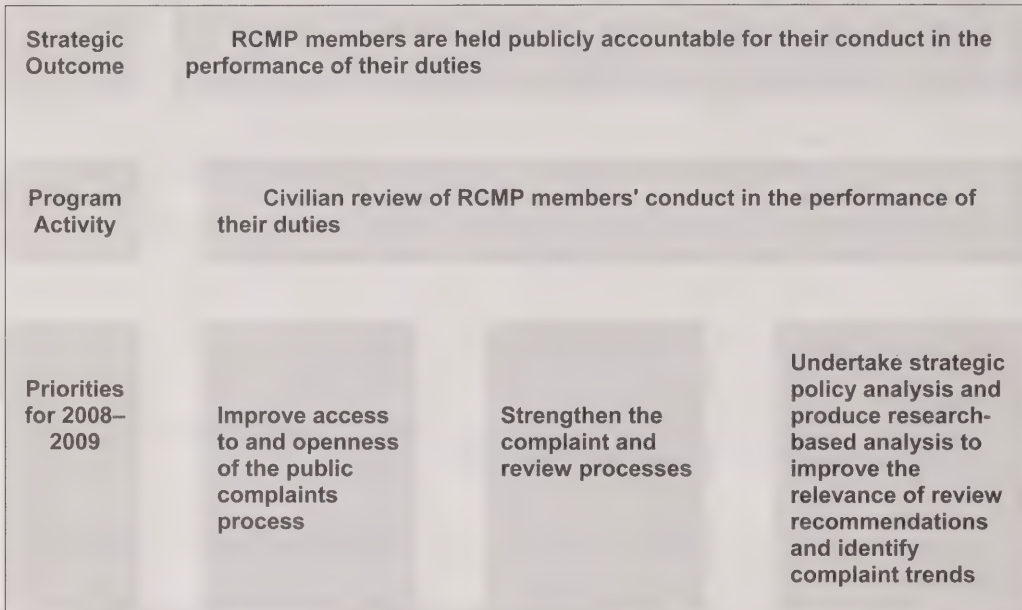 Strategic
Outcome
RCMP members are held publicly accountable for their conduct in the
performance of their duties
Program
Activity
Civilian review of RCMP members' conduct in the performance of
their duties
Priorities
for 2008–
2009
Improve access
to and openness
of the public
complaints
process
Strengthen the
complaint and
review processes
Undertake strategic
policy analysis and
produce research-
based analysis to
improve the
relevance of review
recommendations
and identify
complaint trends